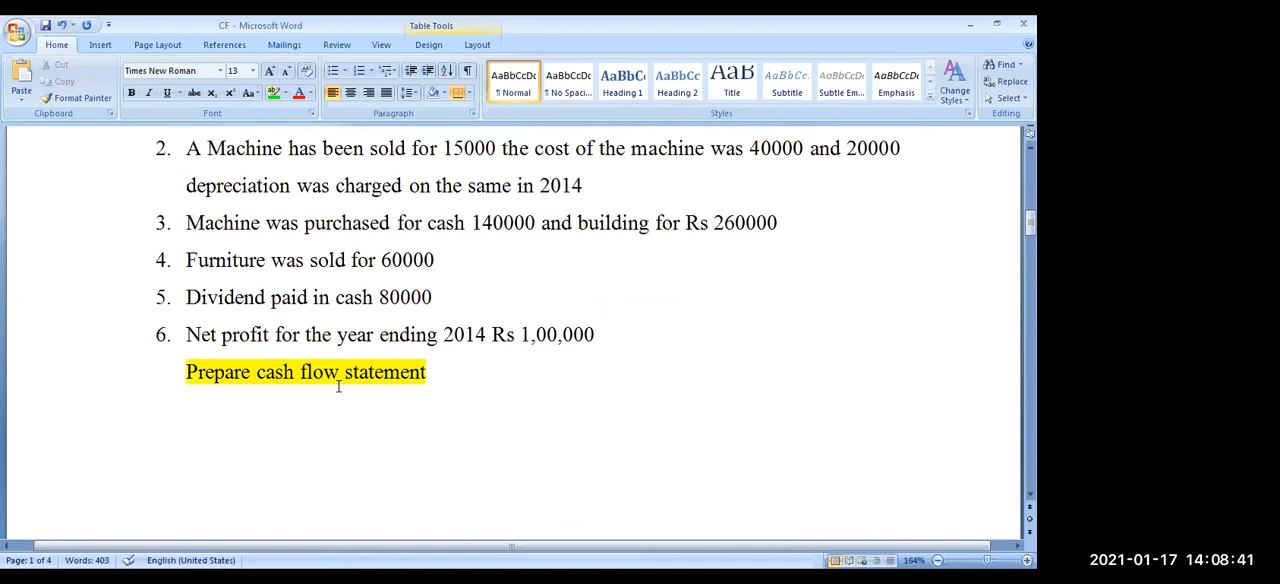 CF - Microsoft Word
Table Tools
Home
Insert
Page Layout
References
Mailings
Review
View
Design
Layout
Cut
Copy
Format Painter
Paste
Clipboard
Times New Roman
13
B I U abc x₂ x² Aa
Font
Paragraph
AaBbCcDc
¶ Normal
AaBbCcDc
¶ No Spaci...
AaBbC
Heading 1
AaBbCc
Heading 2
AaB
Title
AaBbCc.
Subtitle
AaBbCcDi
Subtle Em...
AaBbCcDc
Emphasis
Change
Styles
Styles
Find
Replace
Select
Editing
2. A Machine has been sold for 15000 the cost of the machine was 40000 and 20000
depreciation was charged on the same in 2014
3. Machine was purchased for cash 140000 and building for Rs 260000
4. Furniture was sold for 60000
5. Dividend paid in cash 80000
6. Net profit for the year ending 2014 Rs 1,00,000
Prepare cash flow statement
Page: 1 of 4
Words: 403
English (United States)
164%
2021-01-17 14:08:41